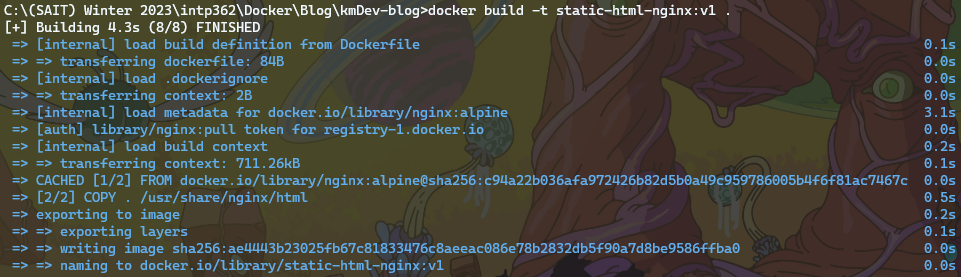 C:\(SAIT) Winter 2023\intp362\Docker\Blog\kmDev-blog>docker build -t static-html-nginx:v1 .
[+] Building 4.3s (8/8) FINISHED
=> [internal] load build definition from Dockerfile 0.1s
=> => transferring dockerfile: 84B 0.0s
=> [internal] load .dockerignore 0.0s
=> => transferring context: 2B 0.0s
=> [internal] load metadata for docker.io/library/nginx:alpine 3.1s
=> [auth] library/nginx:pull token for registry-1.docker.io 0.0s
=> [internal] load build context 0.2s
=> => transferring context: 711.26kB 0.1s
=> CACHED [1/2] FROM docker.io/library/nginx:alpine@sha256:c94a22b036afa972426b82d5b0a49c959786005b4f6f81ac7467c 0.0s
=> [2/2] COPY . /usr/share/nginx/html 0.5s
=> exporting to image 0.2s
=> => exporting layers 0.1s
=> => writing image sha256:ae4443b23025fb67c81833476c8aeeac086e78b2832db5f90a7d8be9586ffba0 0.0s
=> => naming to docker.io/library/static-html-nginx:v1 0.0s